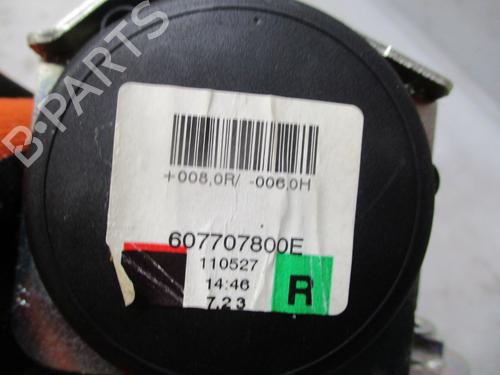 B-PARTS
+008,0R/ -006,0H
607707800E
110527
14:46
7.2 3
R